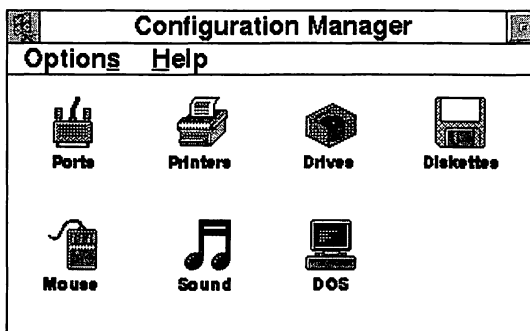 Configuration Manager
Options Help
Ports Printers Drives Diskettes
Mouse Sound DOS